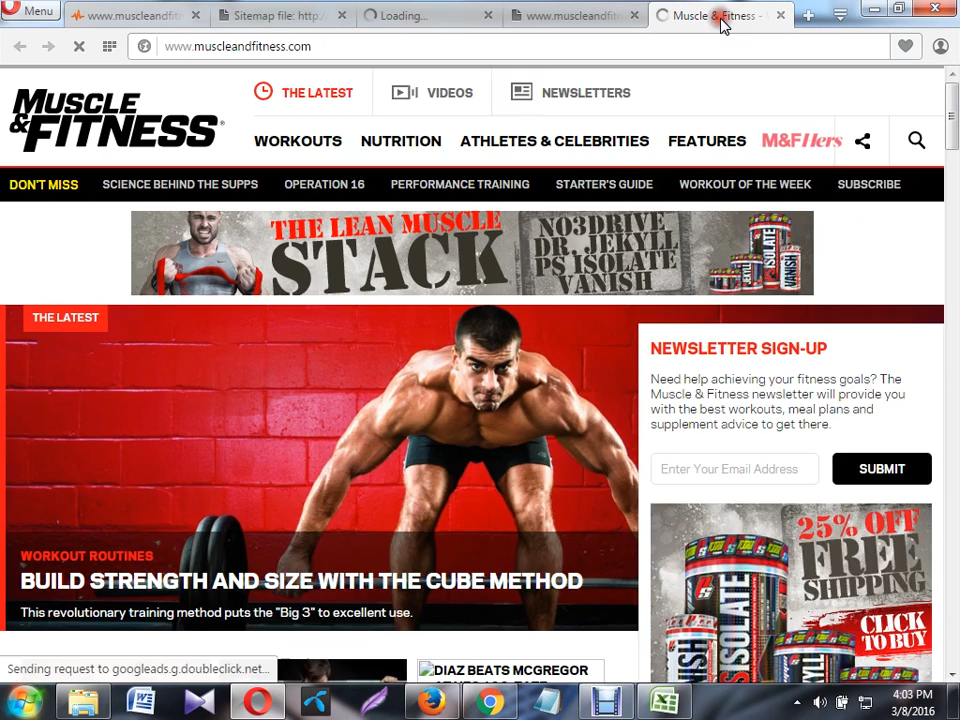 Menu
www.muscleandfitn
Sitemap file: http:/
Loading...
www.muscleandfitn
Muscle & Fitness -
www.muscleandfitness.com
MUSCLE
& FITNESS
THE LATEST
VIDEOS
NEWSLETTERS
WORKOUTS
NUTRITION
ATHLETES & CELEBRITIES
FEATURES
M&F Hers
DON'T MISS
SCIENCE BEHIND THE SUPPS
OPERATION 16
PERFORMANCE TRAINING
STARTER'S GUIDE
WORKOUT OF THE WEEK
SUBSCRIBE
THE LEAN MUSCLE
STACK
NO3DRIVE
DR. JEKYLL
PS ISOLATE
VANISH
ISOLATE
VANISH
THE LATEST
WORKOUT ROUTINES
BUILD STRENGTH AND SIZE WITH THE CUBE METHOD
This revolutionary training method puts the "Big 3" to excellent use.
NEWSLETTER SIGN-UP
Need help achieving your fitness goals? The
Muscle & Fitness newsletter will provide you
with the best workouts, meal plans and
supplement advice to get there.
Enter Your Email Address
SUBMIT
25% OFF
FREE
SHIPPING
CLICK
TO BUY
ISOLATE
ISOLATE
DIAZ BEATS MCGREGOR
Sending request to googleads.g.doubleclick.net...
4:03 PM
3/8/2016